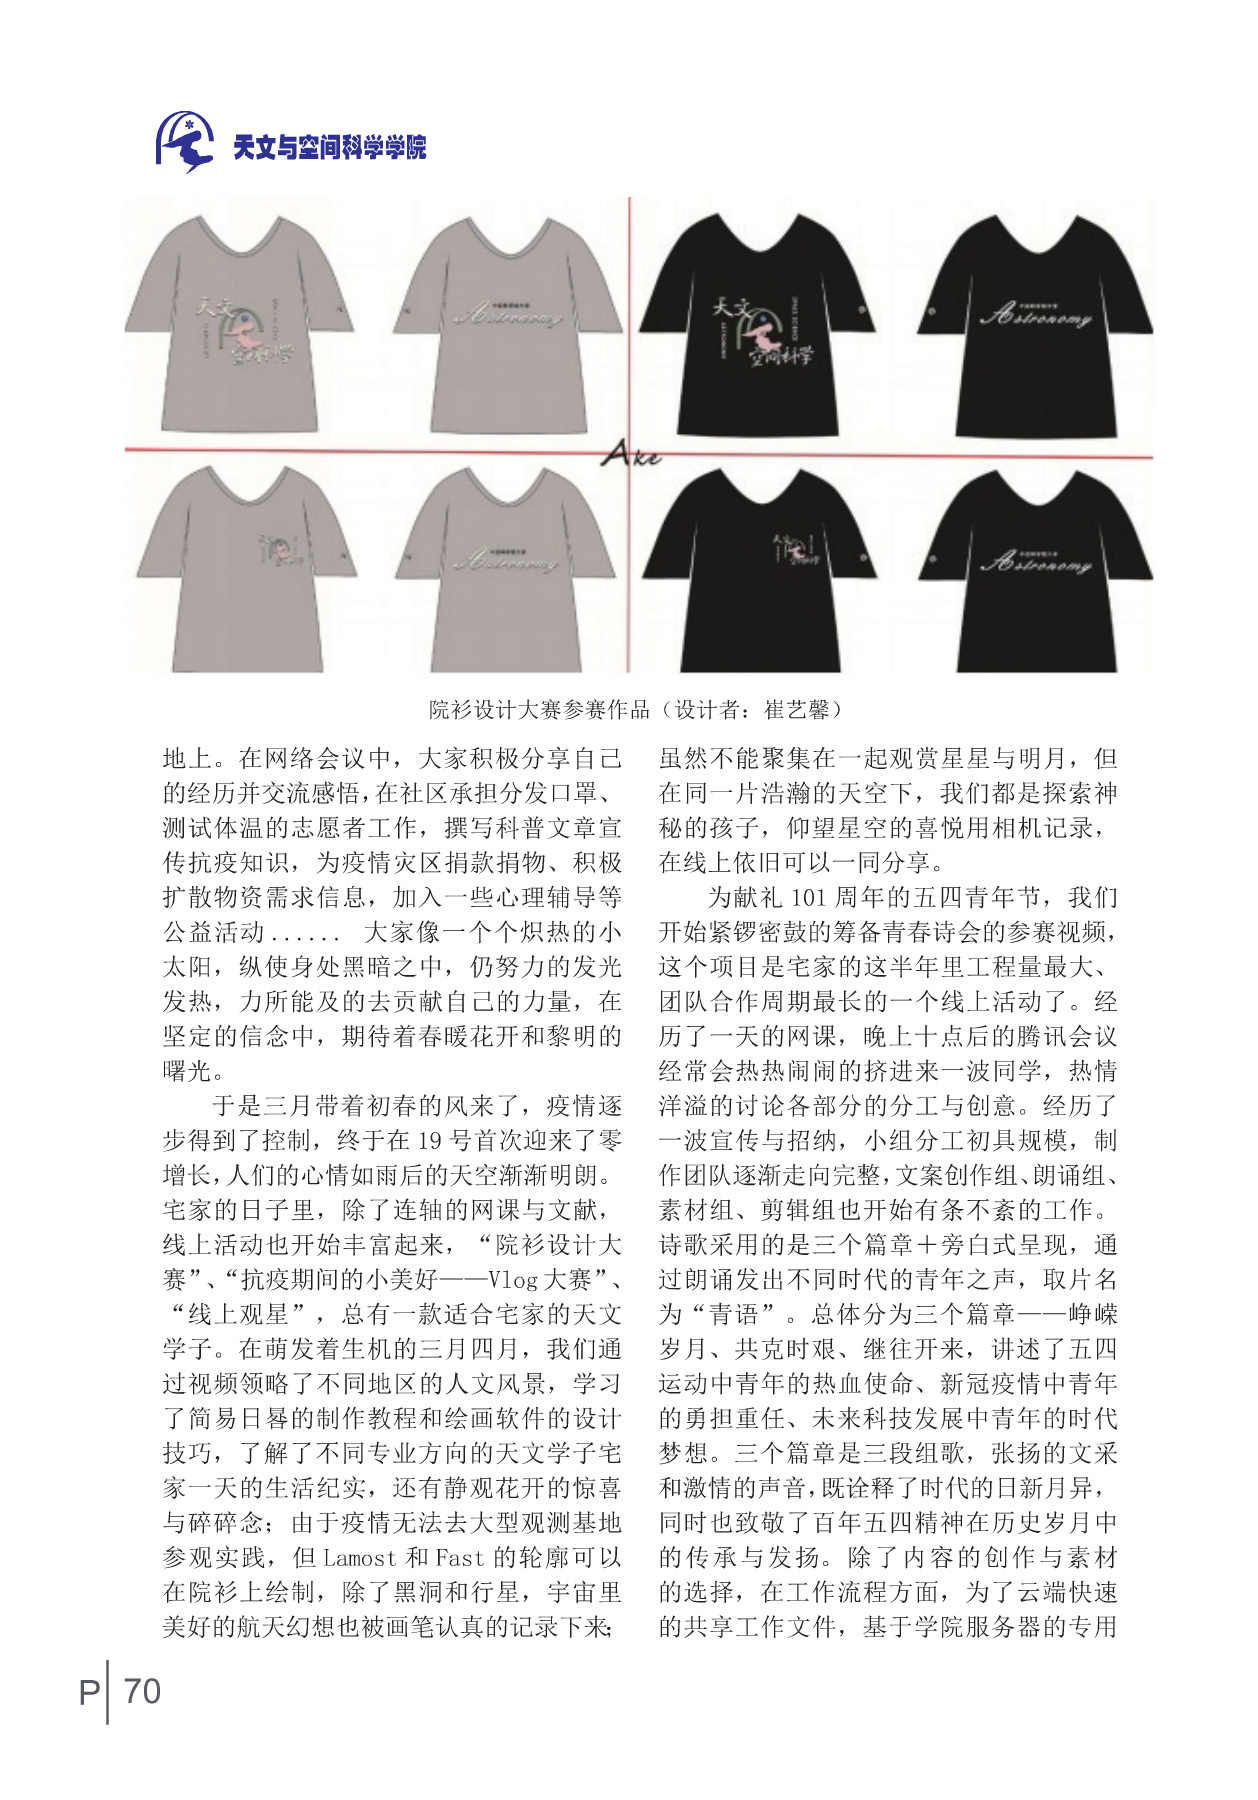 天文与空间科学学院
天文
空间科学
Astronomy
天文
空间科学
SPACE SCIENCE
ASTRONOMY
Astronomy
Ake
Astronomy
Astronomy
院衫设计大赛参赛作品（设计者：崔艺馨）
地上。在网络会议中，大家积极分享自己
的经历并交流感悟，在社区承担分发口罩、
测试体温的志愿者工作，撰写科普文章宣
传抗疫知识，为疫情灾区捐款捐物、积极
扩散物资需求信息，加入一些心理辅导等
公益活动...... 大家像一个个炽热的小
太阳，纵使身处黑暗之中，仍努力的发光
发热，力所能及的去贡献自己的力量，在
坚定的信念中，期待着春暖花开和黎明的
曙光。
于是三月带着初春的风来了，疫情逐
步得到了控制，终于在 19 号首次迎来了零
增长，人们的心情如雨后的天空渐渐明朗。
宅家的日子里，除了连轴的网课与文献，
线上活动也开始丰富起来，“院衫设计大
赛”、“抗疫期间的小美好——Vlog 大赛”、
“线上观星”，总有一款适合宅家的天文
学子。在萌发着生机的三月四月，我们通
过视频领略了不同地区的人文风景，学习
了简易日晷的制作教程和绘画软件的设计
技巧，了解了不同专业方向的天文学子宅
家一天的生活纪实，还有静观花开的惊喜
与碎碎念；由于疫情无法去大型观测基地
参观实践，但 Lamost 和 Fast 的轮廓可以
在院衫上绘制，除了黑洞和行星，宇宙里
美好的航天幻想也被画笔认真的记录下来；
虽然不能聚集在一起观赏星星与明月，但
在同一片浩瀚的天空下，我们都是探索神
秘的孩子，仰望星空的喜悦用相机记录，
在线上依旧可以一同分享。
为献礼 101 周年的五四青年节，我们
开始紧锣密鼓的筹备青春诗会的参赛视频，
这个项目是宅家的这半年里工程量最大、
团队合作周期最长的一个线上活动了。经
历了一天的网课，晚上十点后的腾讯会议
经常会热热闹闹的挤进来一波同学，热情
洋溢的讨论各部分的分工与创意。经历了
一波宣传与招纳，小组分工初具规模，制
作团队逐渐走向完整，文案创作组、朗诵组、
素材组、剪辑组也开始有条不紊的工作。
诗歌采用的是三个篇章＋旁白式呈现，通
过朗诵发出不同时代的青年之声，取片名
为“青语”。总体分为三个篇章——峥嵘
岁月、共克时艰、继往开来，讲述了五四
运动中青年的热血使命、新冠疫情中青年
的勇担重任、未来科技发展中青年的时代
梦想。三个篇章是三段组歌，张扬的文采
和激情的声音，既诠释了时代的日新月异，
同时也致敬了百年五四精神在历史岁月中
的传承与发扬。除了内容的创作与素材
的选择，在工作流程方面，为了云端快速
的共享工作文件，基于学院服务器的专用
P 70